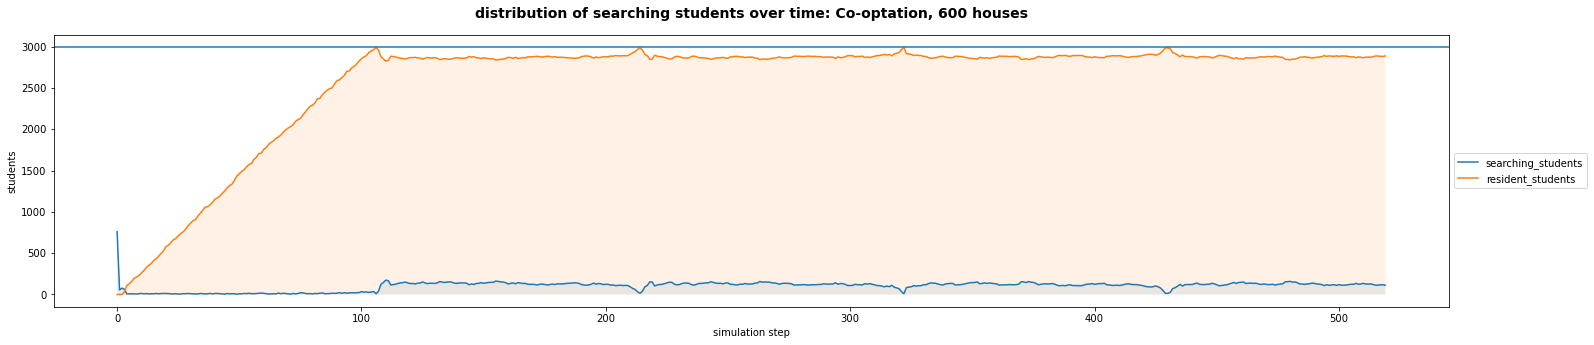 distribution of searching students over time: Co-optation, 600 houses
students
3000
2500
2000
1500
1000
500
0
0 100 200 300 400 500
simulation step
searching_students
resident_students